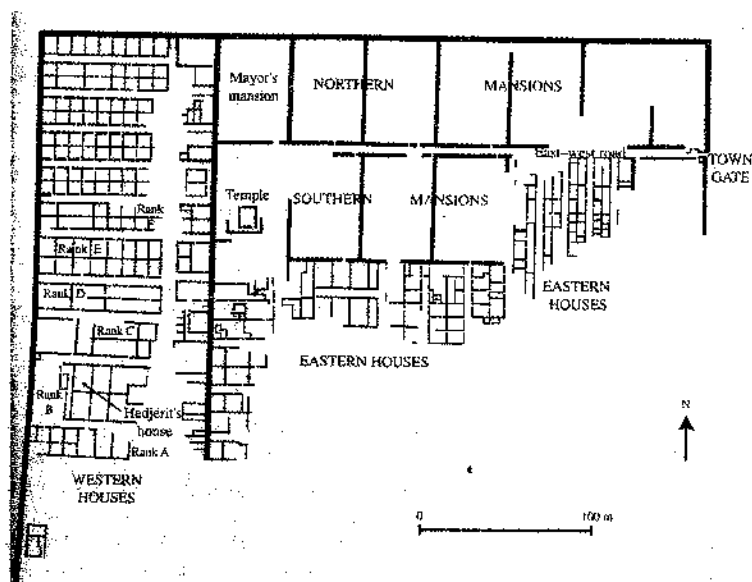 Mayor's
mansion
NORTHERN
MANSIONS
East–west road
TOWN
GATE
Temple
SOUTHERN
MANSIONS
Rank
F
Rank E
EASTERN
HOUSES
Rank D
Rank C
EASTERN HOUSES
Rank
B
Hedjerit's
house
N
Rank A
WESTERN
HOUSES
0
100 m